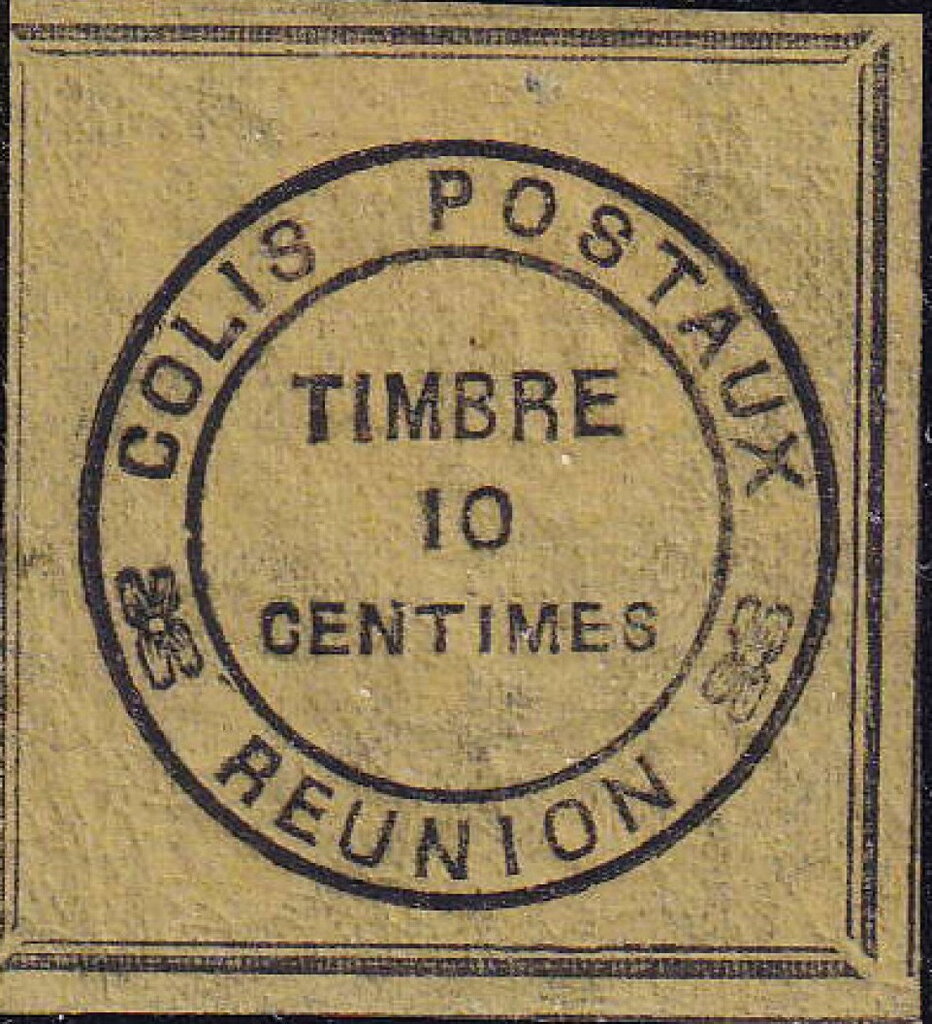 COLIS POSTAUX
TIMBRE
10
CENTIMES
REUNION